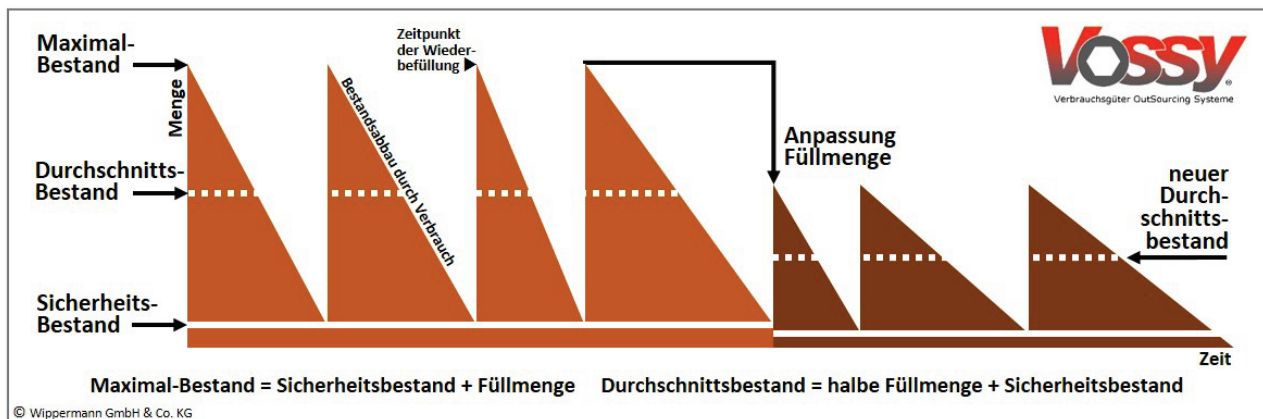 Maximal-
Bestand
Menge
Durchschnitts-
Bestand
Sicherheits-
Bestand
Bestandsabbau durch Verbrauch
Zeitpunkt
der Wieder-
befüllung
Anpassung
Füllmenge
VOSSY®
Verbrauchsgüter OutSourcing Systeme
neuer
Durch-
schnitts-
bestand
Zeit
Maximal-Bestand = Sicherheitsbestand + Füllmenge
Durchschnittsbestand = halbe Füllmenge + Sicherheitsbestand
© Wippermann GmbH & Co. KG